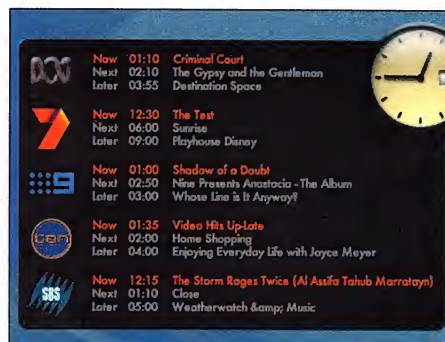 Now 01:10 Criminal Court
Next 02:10 The Gypsy and the Gentleman
Later 03:55 Destination Space
7
Now 12:30 The Test
Next 06:00 Sunrise
Later 09:00 Playhouse Disney
9
Now 01:00 Shadow of a Doubt
Next 02:50 Nine Presents Anastacia - The Album
Later 03:00 Whose Line is It Anyway?
ten
Now 01:35 Video Hits Up-Late
Next 02:00 Home Shopping
Later 04:00 Enjoying Everyday Life with Joyce Meyer
SBS
Now 12:15 The Storm Rages Twice (Al Assifa Tahub Marratayn)
Next 01:10 Close
Later 05:00 Weatherwatch &amp; Music